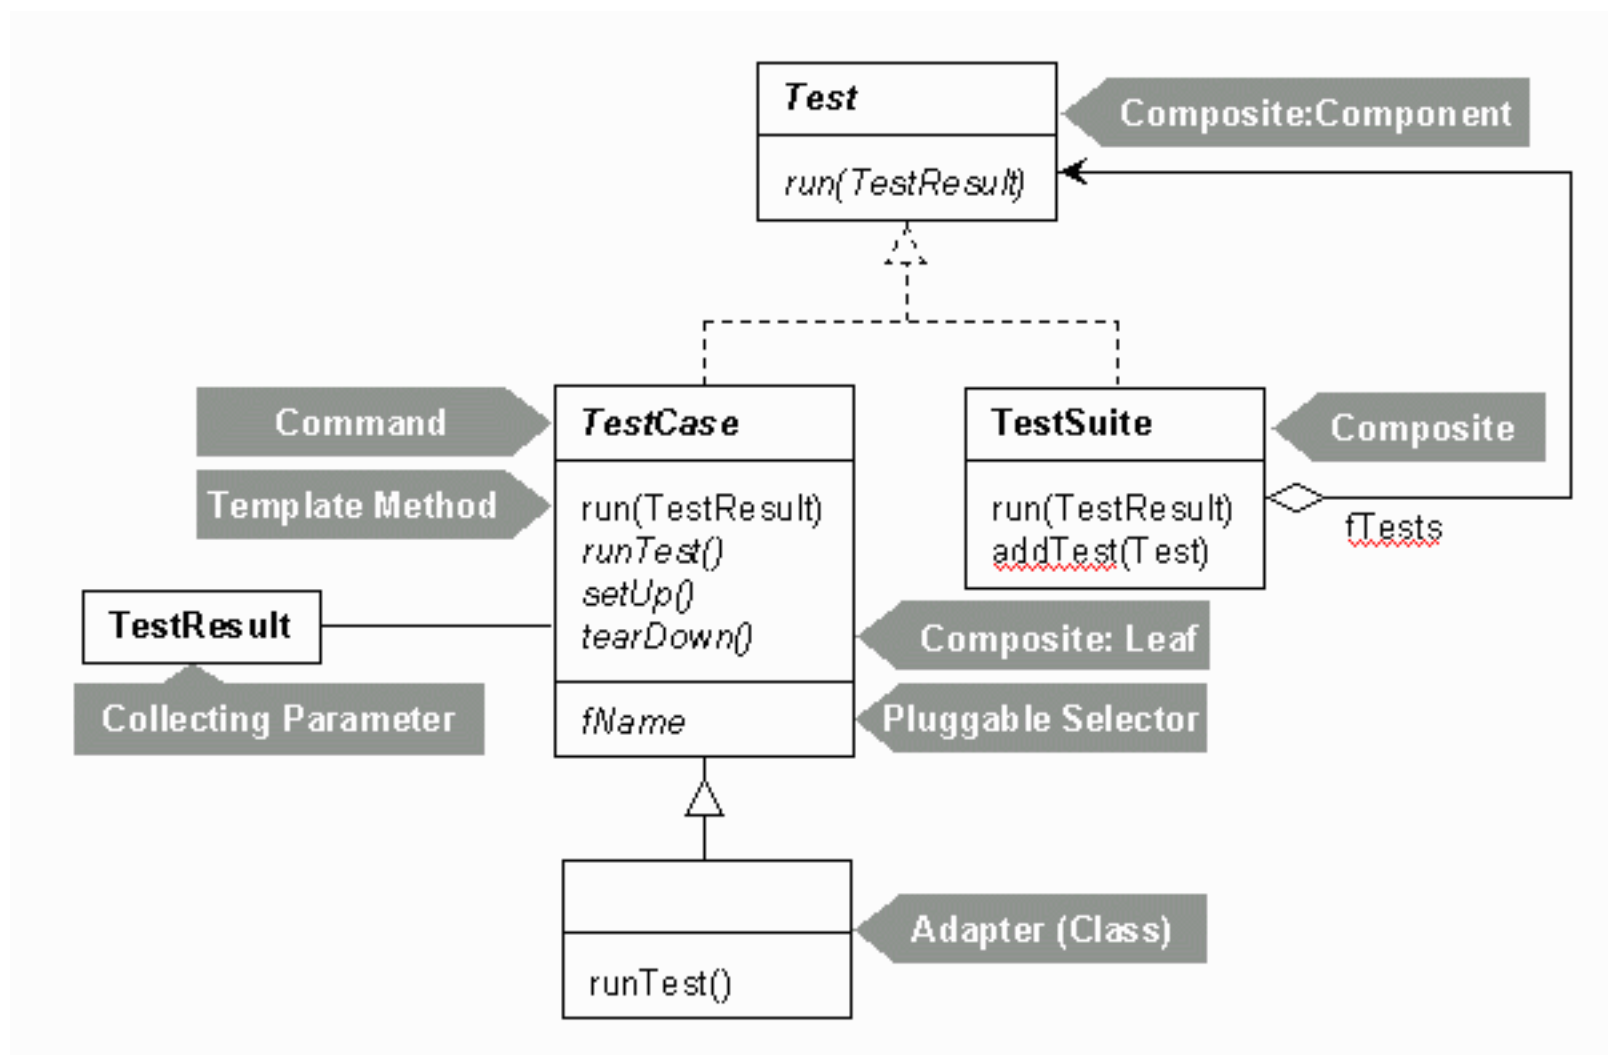 Test
Composite:Component
run(TestResult)
Command
TestCase
TestSuite
Composite
Template Method
run(TestResult)
runTest()
setUp()
tearDown()
run(TestResult)
addTest(Test)
fTests
TestResult
Composite: Leaf
Collecting Parameter
fName
Pluggable Selector
Adapter (Class)
runTest()